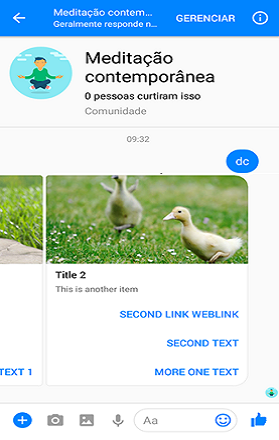 Meditação contem...
Geralmente responde n...
GERENCIAR
Meditação
contemporânea
0 pessoas curtiram isso
Comunidade
09:32
dc
Title 2
This is another item
SECOND LINK WEBLINK
SECOND TEXT
TEXT 1
MORE ONE TEXT
Aa